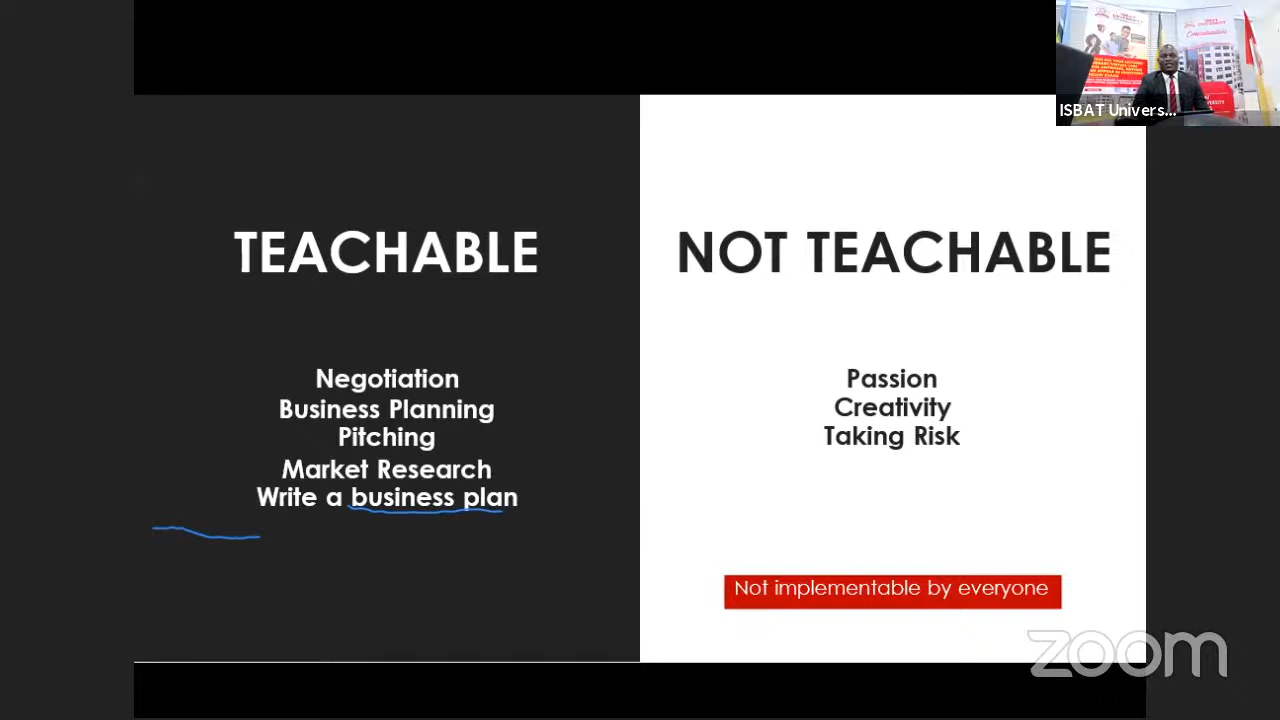 ISBAT Univers...
TEACHABLE
Negotiation
Business Planning
Pitching
Market Research
Write a business plan
NOT TEACHABLE
Passion
Creativity
Taking Risk
Not implementable by everyone
zoom